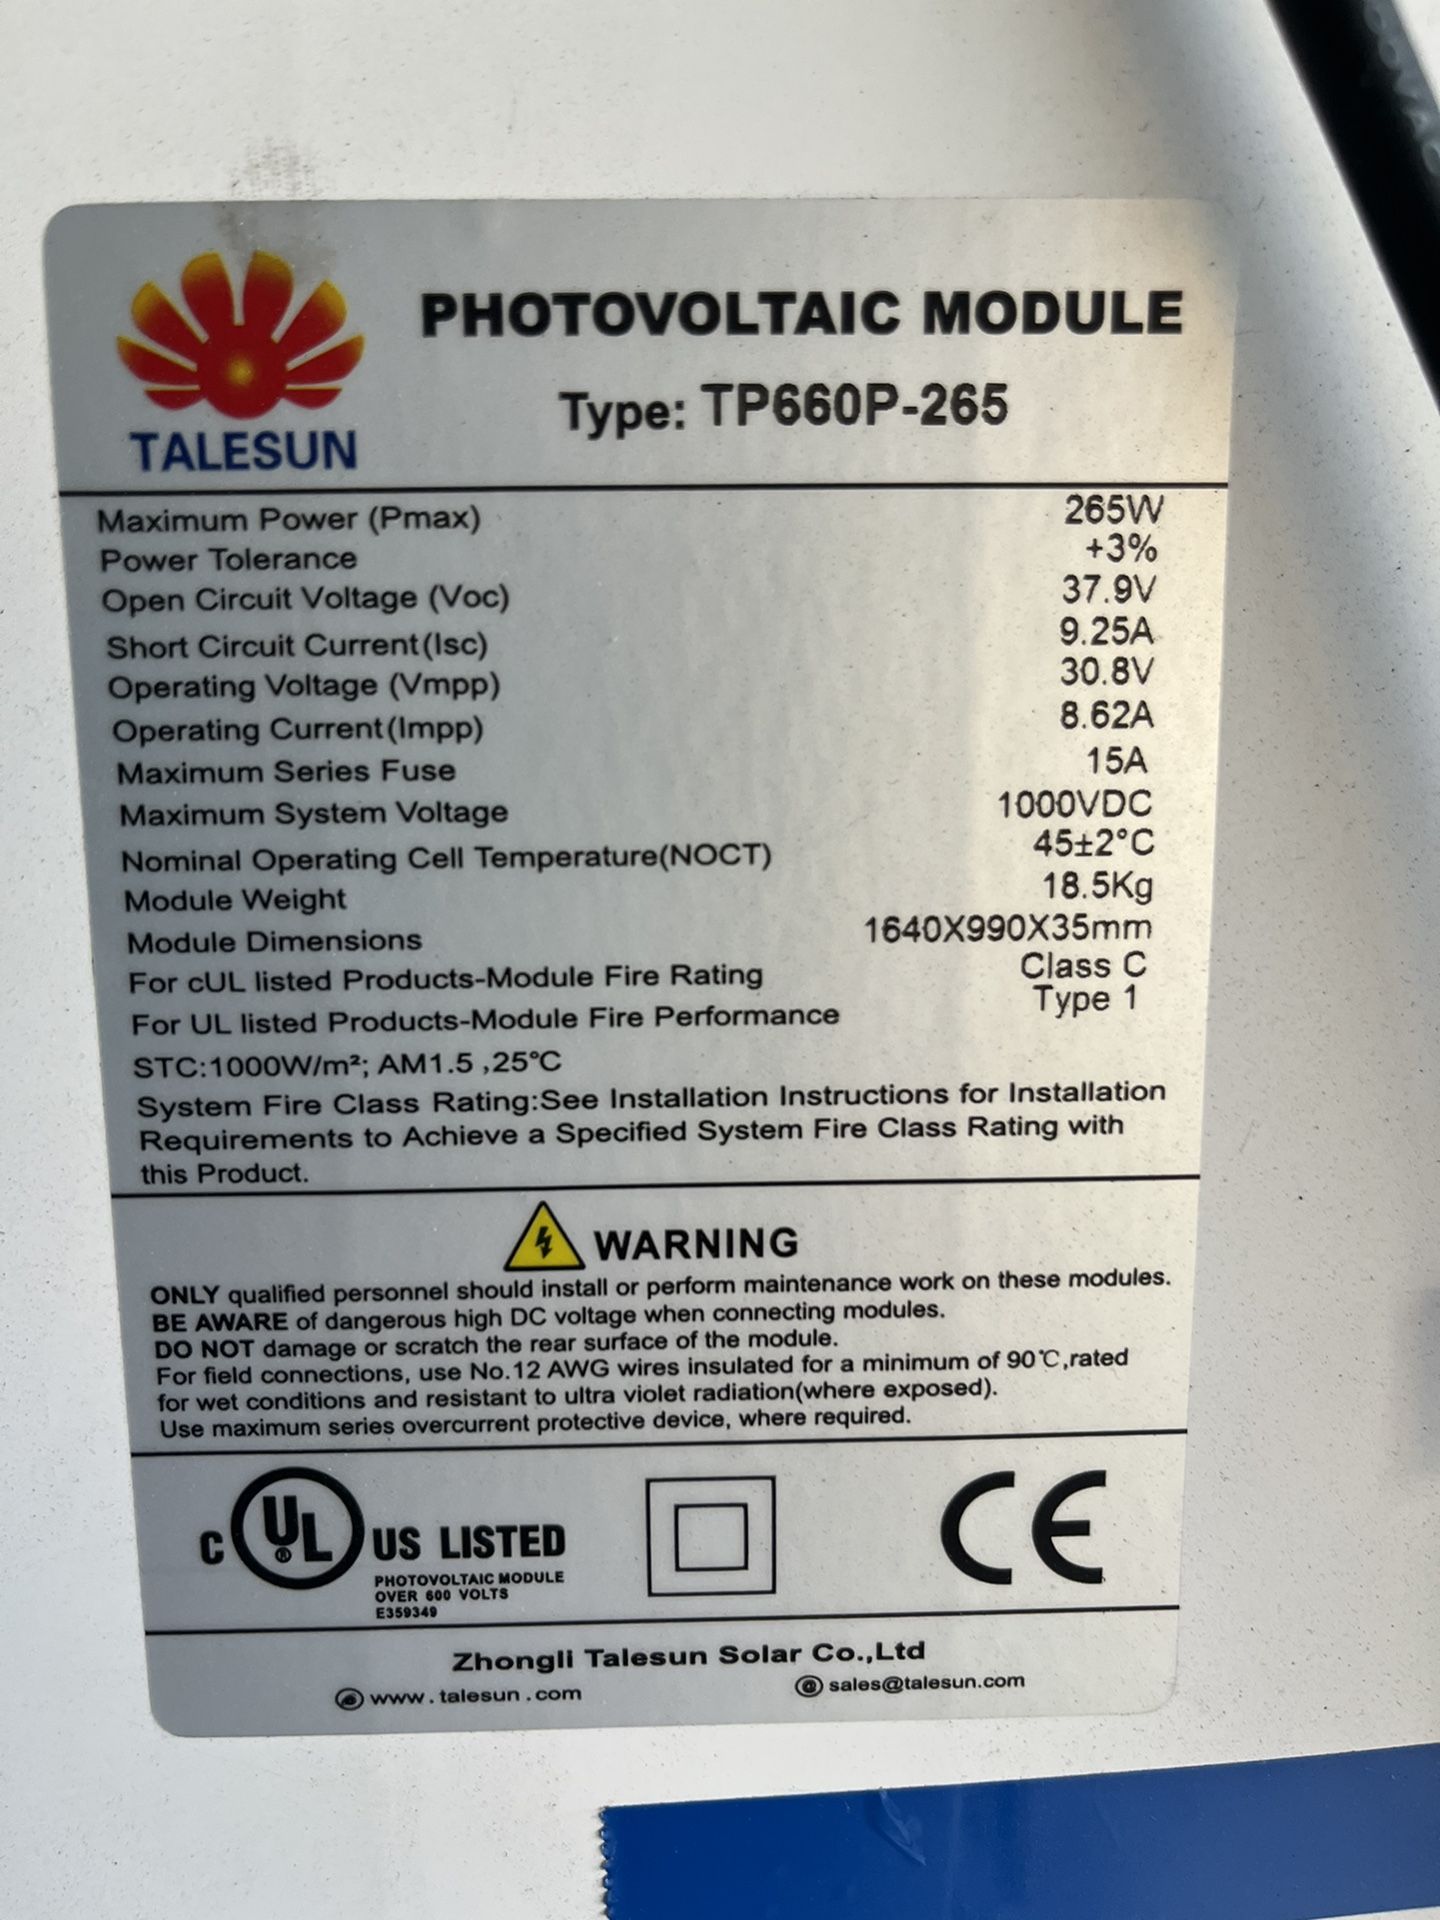 TALESUN
PHOTOVOLTAIC MODULE
Type: TP660P-265
Maximum Power (Pmax) 265W
Power Tolerance +3%
Open Circuit Voltage (Voc) 37.9V
Short Circuit Current(Isc) 9.25A
Operating Voltage (Vmpp) 30.8V
Operating Current(Impp) 8.62A
Maximum Series Fuse 15A
Maximum System Voltage 1000VDC
Nominal Operating Cell Temperature(NOCT) 45±2°C
Module Weight 18.5Kg
Module Dimensions 1640X990X35mm
For cUL listed Products-Module Fire Rating Class C
For UL listed Products-Module Fire Performance Type 1
STC:1000W/m²; AM1.5 ,25°C
System Fire Class Rating:See Installation Instructions for Installation
Requirements to Achieve a Specified System Fire Class Rating with
this Product.
WARNING
ONLY qualified personnel should install or perform maintenance work on these modules.
BE AWARE of dangerous high DC voltage when connecting modules.
DO NOT damage or scratch the rear surface of the module.
For field connections, use No.12 AWG wires insulated for a minimum of 90℃,rated
for wet conditions and resistant to ultra violet radiation(where exposed).
Use maximum series overcurrent protective device, where required.
C UL® US LISTED
PHOTOVOLTAIC MODULE
OVER 600 VOLTS
E359349
CE
Zhongli Talesun Solar Co.,Ltd
www.talesun.com
@ sales@talesun.com